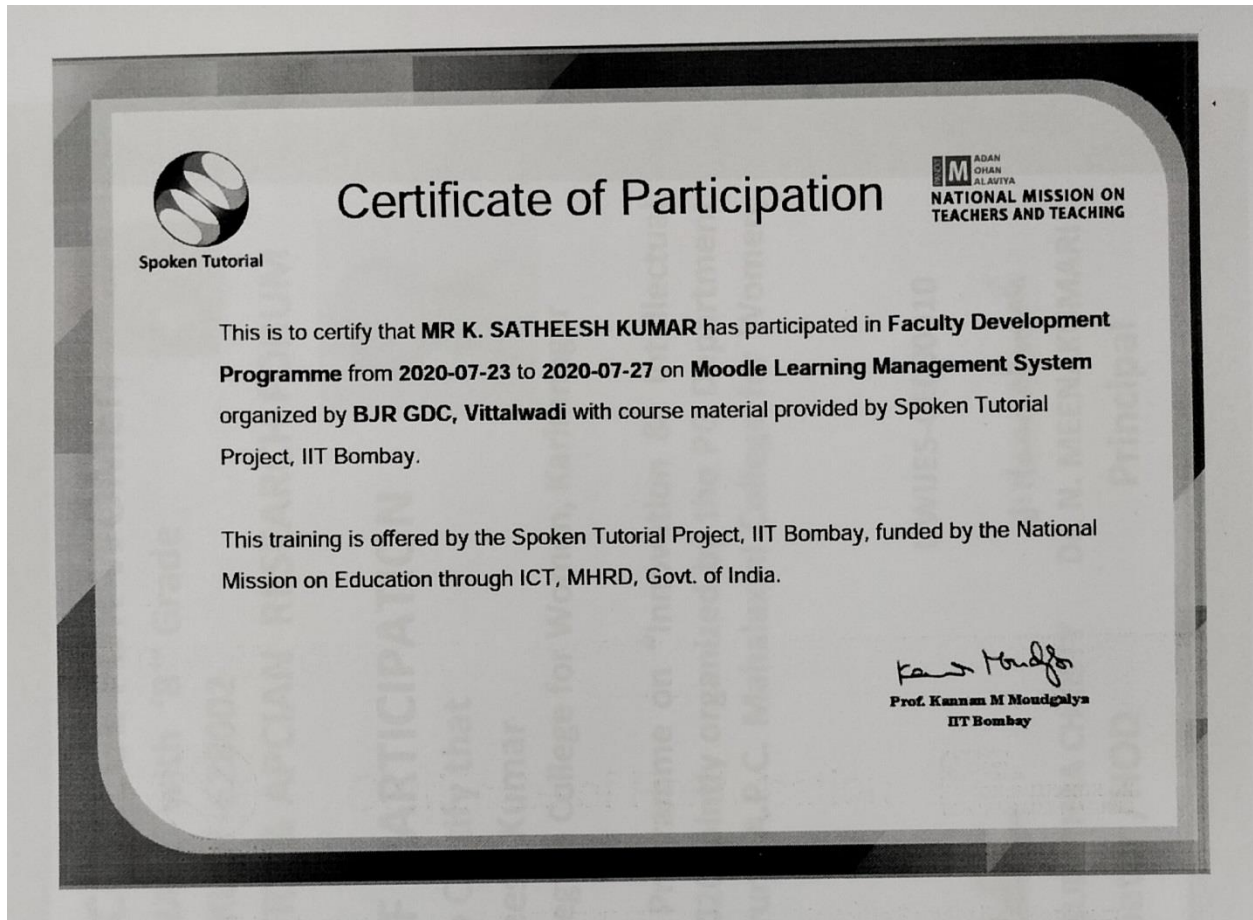 Spoken Tutorial
Certificate of Participation
M
ADAN
OHAN
ALAVIYA
NATIONAL MISSION ON
TEACHERS AND TEACHING
This is to certify that MR K. SATHEESH KUMAR has participated in Faculty Development
Programme from 2020-07-23 to 2020-07-27 on Moodle Learning Management System
organized by BJR GDC, Vittalwadi with course material provided by Spoken Tutorial
Project, IIT Bombay.
This training is offered by the Spoken Tutorial Project, IIT Bombay, funded by the National
Mission on Education through ICT, MHRD, Govt. of India.
Prof. Kannan M Moudgalya
IIT Bombay